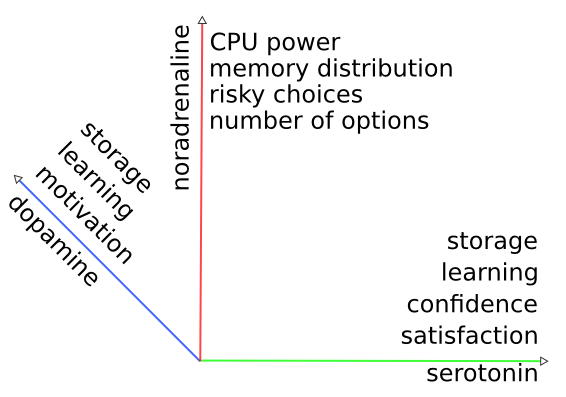 noradrenaline
CPU power
memory distribution
risky choices
number of options
storage
learning
motivation
dopamine
storage
learning
confidence
satisfaction
serotonin